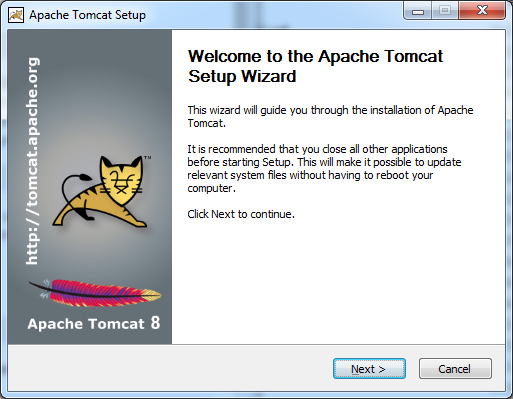 Apache Tomcat Setup
Welcome to the Apache Tomcat
Setup Wizard
This wizard will guide you through the installation of Apache
Tomcat.
It is recommended that you close all other applications
before starting Setup. This will make it possible to update
relevant system files without having to reboot your
computer.
Click Next to continue.
http://tomcat.apache.org
TM
Apache Tomcat 8
Next >
Cancel